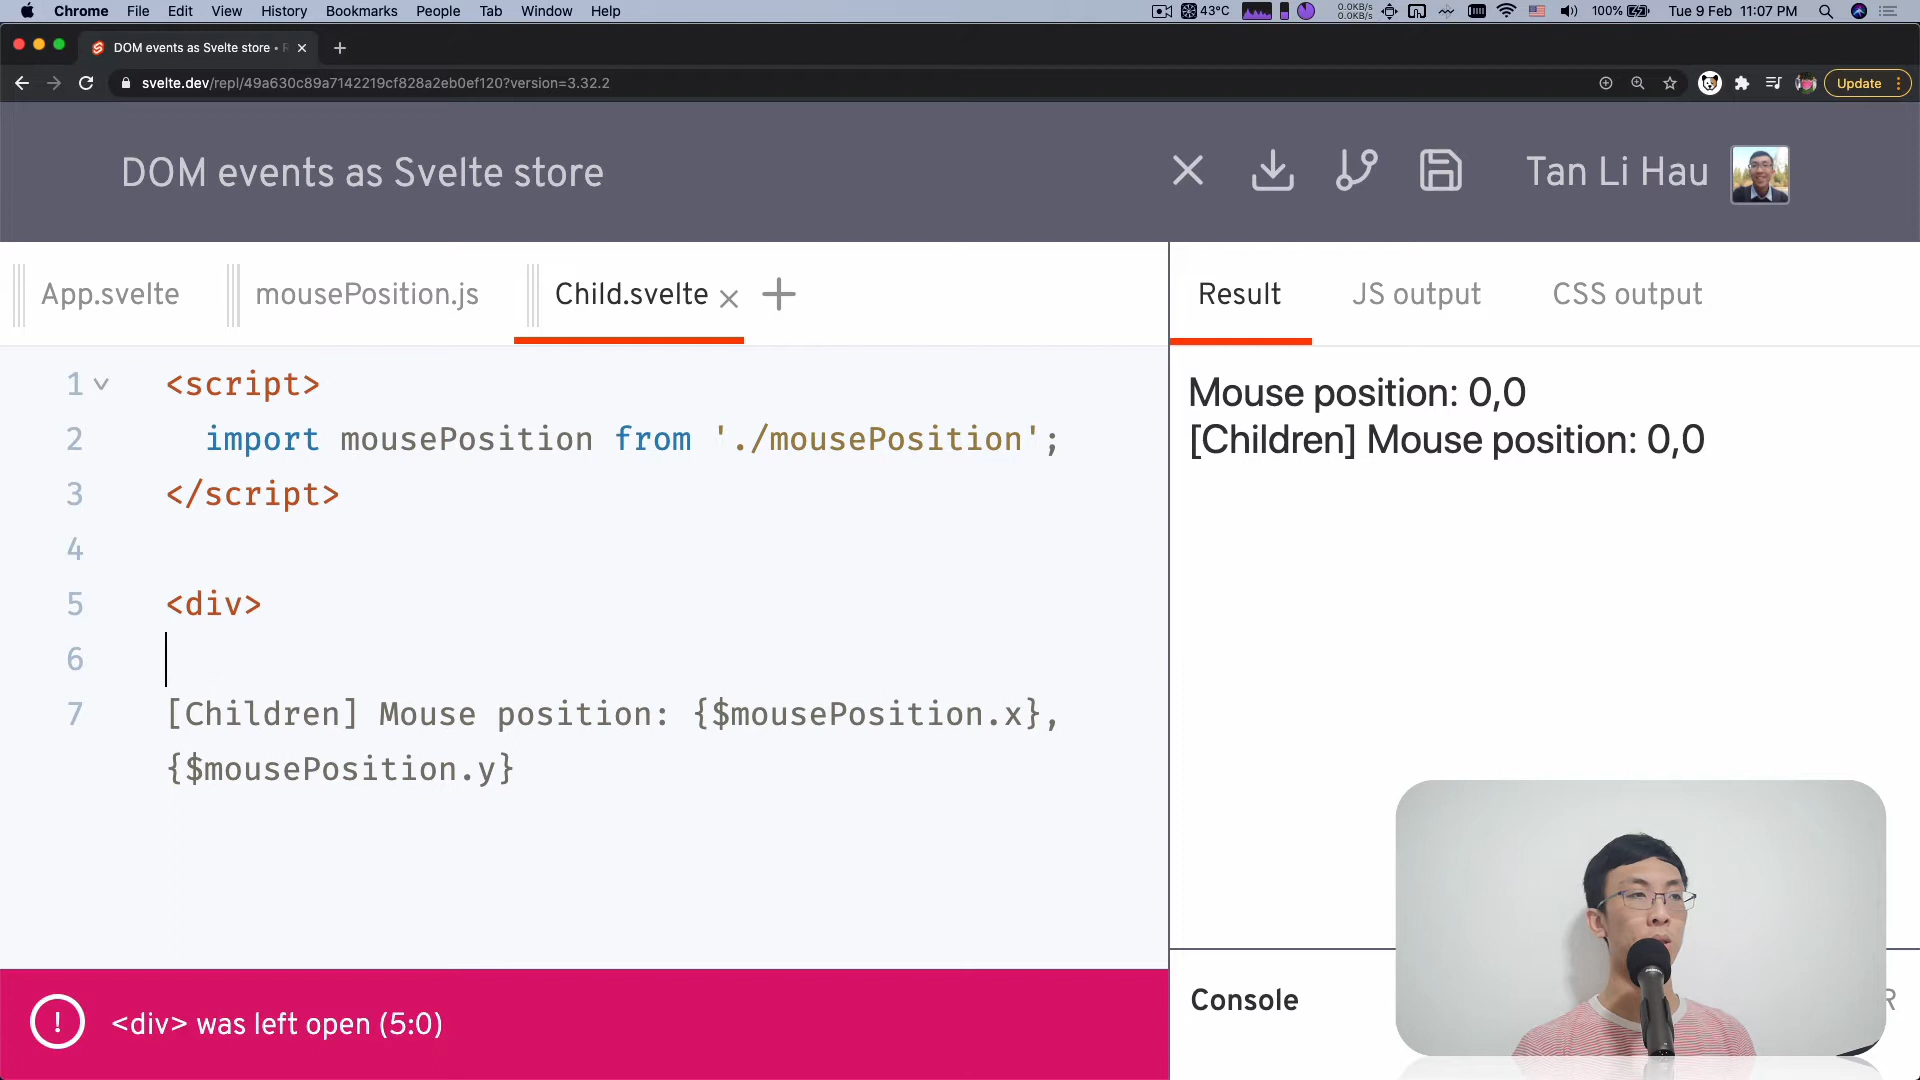 Chrome File Edit View History Bookmarks People Tab Window Help
43°C 0.0KB/s 0.0KB/s 100% Tue 9 Feb 11:07 PM
DOM events as Svelte store •
svelte.dev/repl/49a630c89a7142219cf828a2eb0ef120?version=3.32.2
Update
DOM events as Svelte store
Tan Li Hau
App.svelte mousePosition.js Child.svelte
Result JS output CSS output
1 <script>
2 import mousePosition from './mousePosition';
3 </script>
4
5 <div>
6
7 [Children] Mouse position: {$mousePosition.x},
{$mousePosition.y}
Mouse position: 0,0
[Children] Mouse position: 0,0
Console
! <div> was left open (5:0)